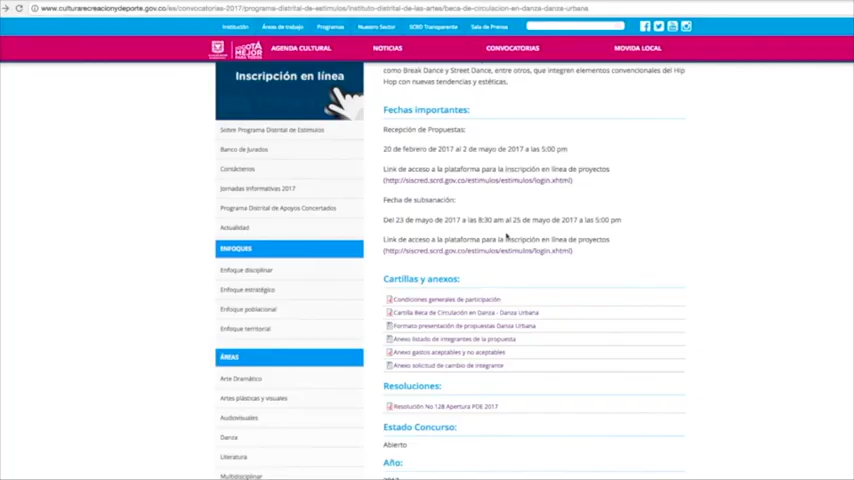 www.culturarecreacionydeporte.gov.co/es/convocatorias-2017/programa-distrital-de-estimulos/instituto-distrital-de-las-artes/beca-de-circulacion-en-danza-danza-urbana
Institución Áreas de trabajo Programas Nuestro Sector SCRD Transparente Sala de Prensa
BOGOTÁ MEJOR PARA TODOS
AGENDA CULTURAL NOTICIAS CONVOCATORIAS MOVIDA LOCAL
Inscripción en línea
Sobre Programa Distrital de Estímulos
Banco de Jurados
Contáctenos
Jornadas Informativas 2017
Programa Distrital de Apoyos Concertados
Actualidad
ENFOQUES
Enfoque disciplinar
Enfoque estratégico
Enfoque poblacional
Enfoque territorial
ÁREAS
Arte Dramático
Artes plásticas y visuales
Audiovisuales
Danza
Literatura
Multidisciplinar
como Break Dance y Street Dance, entre otros, que integren elementos convencionales del Hip
Hop con nuevas tendencias y estéticas.
Fechas importantes:
Recepción de Propuestas:
20 de febrero de 2017 al 2 de mayo de 2017 a las 5:00 pm
Link de acceso a la plataforma para la inscripción en línea de proyectos
(http://siscred.scrd.gov.co/estimulos/estimulos/login.xhtml)
Fecha de subsanación:
Del 23 de mayo de 2017 a las 8:30 am al 25 de mayo de 2017 a las 5:00 pm
Link de acceso a la plataforma para la inscripción en línea de proyectos
(http://siscred.scrd.gov.co/estimulos/estimulos/login.xhtml)
Cartillas y anexos:
Condiciones generales de participación
Cartilla Beca de Circulación en Danza - Danza Urbana
Formato presentación de propuestas Danza Urbana
Anexo listado de integrantes de la propuesta
Anexo gastos aceptables y no aceptables
Anexo solicitud de cambio de integrante
Resoluciones:
Resolución No 128 Apertura PDE 2017
Estado Concurso:
Abierto
Año:
2017